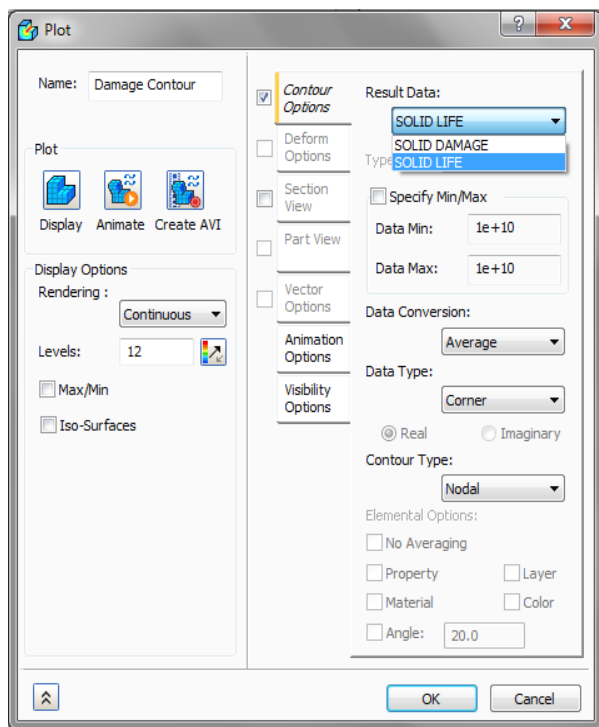 Plot
?
X
Name: Damage Contour
Plot
Display Animate Create AVI
Display Options
Rendering :
Continuous
Levels: 12
Max/Min
Iso-Surfaces
Contour Options
Deform Options
Section View
Part View
Vector Options
Animation Options
Visibility Options
Result Data:
SOLID LIFE
SOLID DAMAGE
Type
SOLID LIFE
Specify Min/Max
Data Min: 1e+10
Data Max: 1e+10
Data Conversion:
Average
Data Type:
Corner
Real Imaginary
Contour Type:
Nodal
Elemental Options:
No Averaging
Property Layer
Material Color
Angle: 20.0
OK Cancel